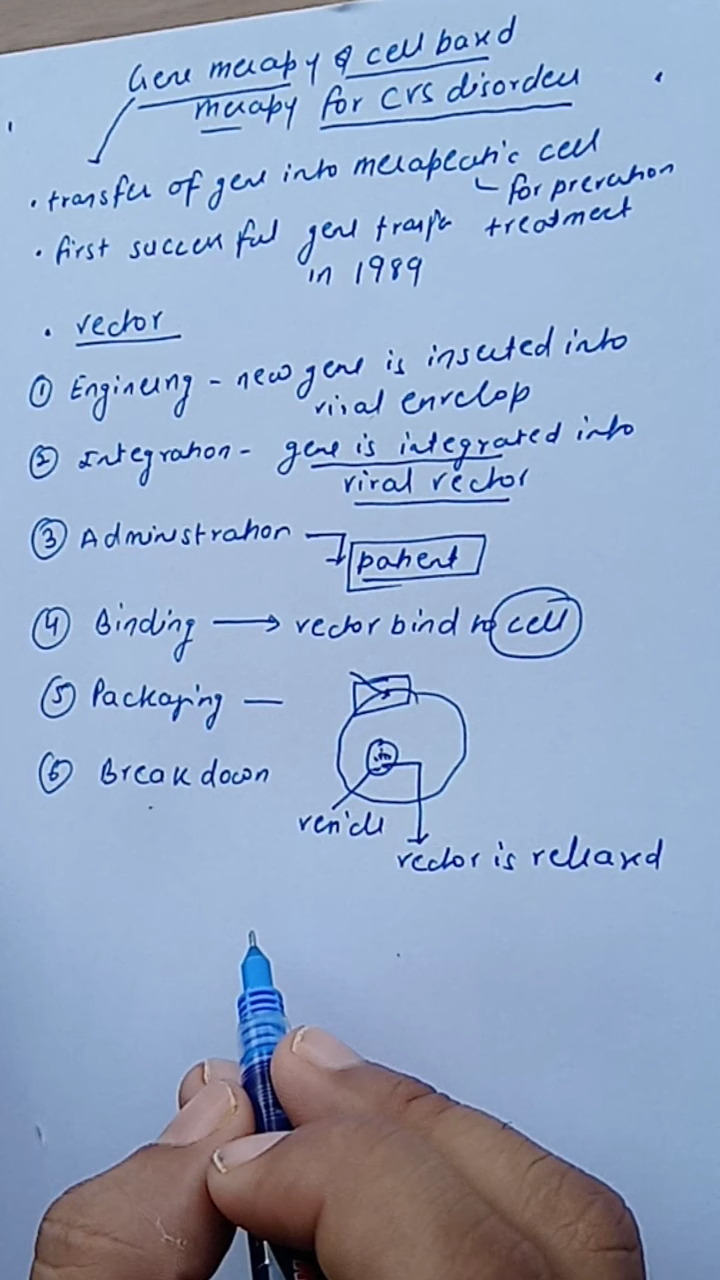 Gene therapy & cell based
therapy for CVS disorder
• transfer of gene into therapeutic cell
for prevention
• first successful gene transfer treatment
in 1989
• vector
① Engineering - new gene is inserted into
viral envelop
② Integration - gene is integrated into
viral vector
③ Administration → patient
④ Binding → vector bind to cell
⑤ Packaging —
⑥ Breakdown
vesicle
vector is released